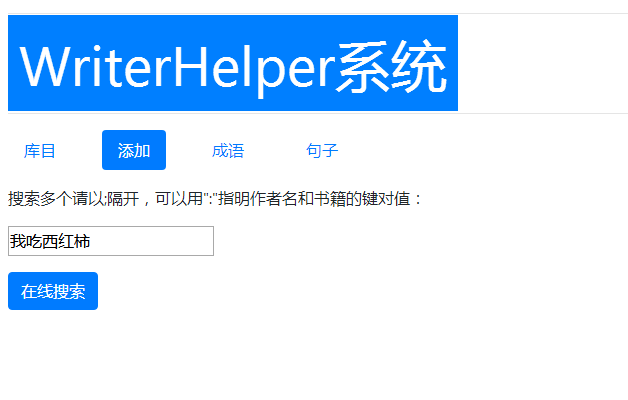 WriterHelper系统
库目 添加 成语 句子
搜索多个请以;隔开，可以用":"指明作者名和书籍的键对值：
我吃西红柿
在线搜索